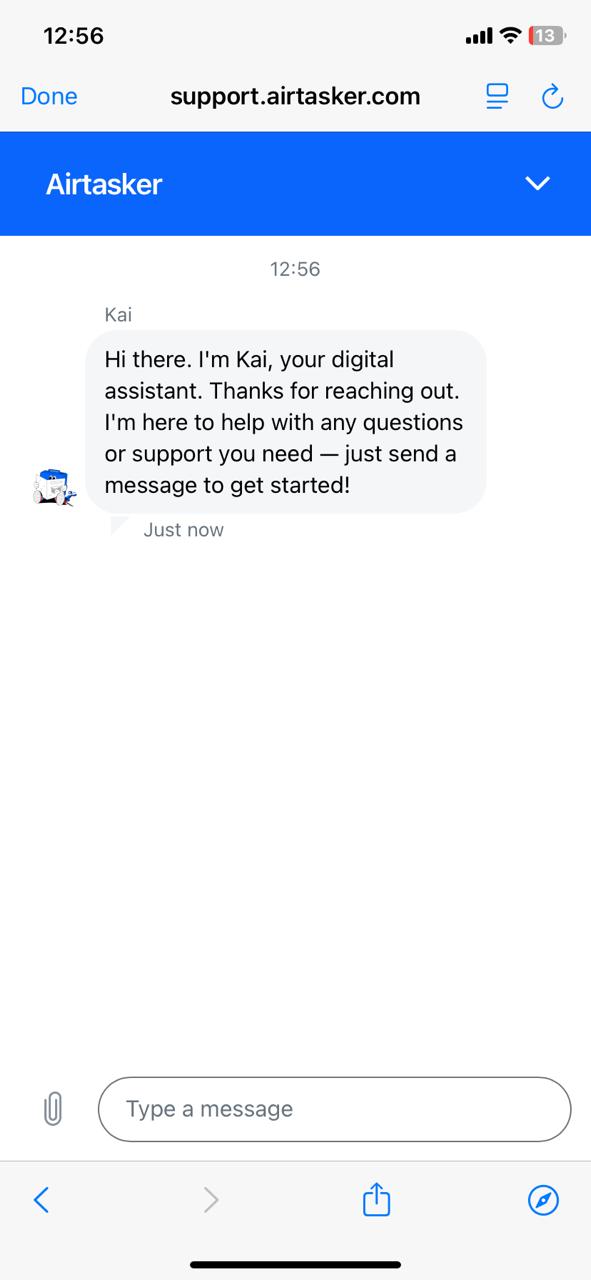 12:56
13
Done
support.airtasker.com
Airtasker
12:56
Kai
Hi there. I'm Kai, your digital
assistant. Thanks for reaching out.
I'm here to help with any questions
or support you need — just send a
message to get started!
Just now
Type a message